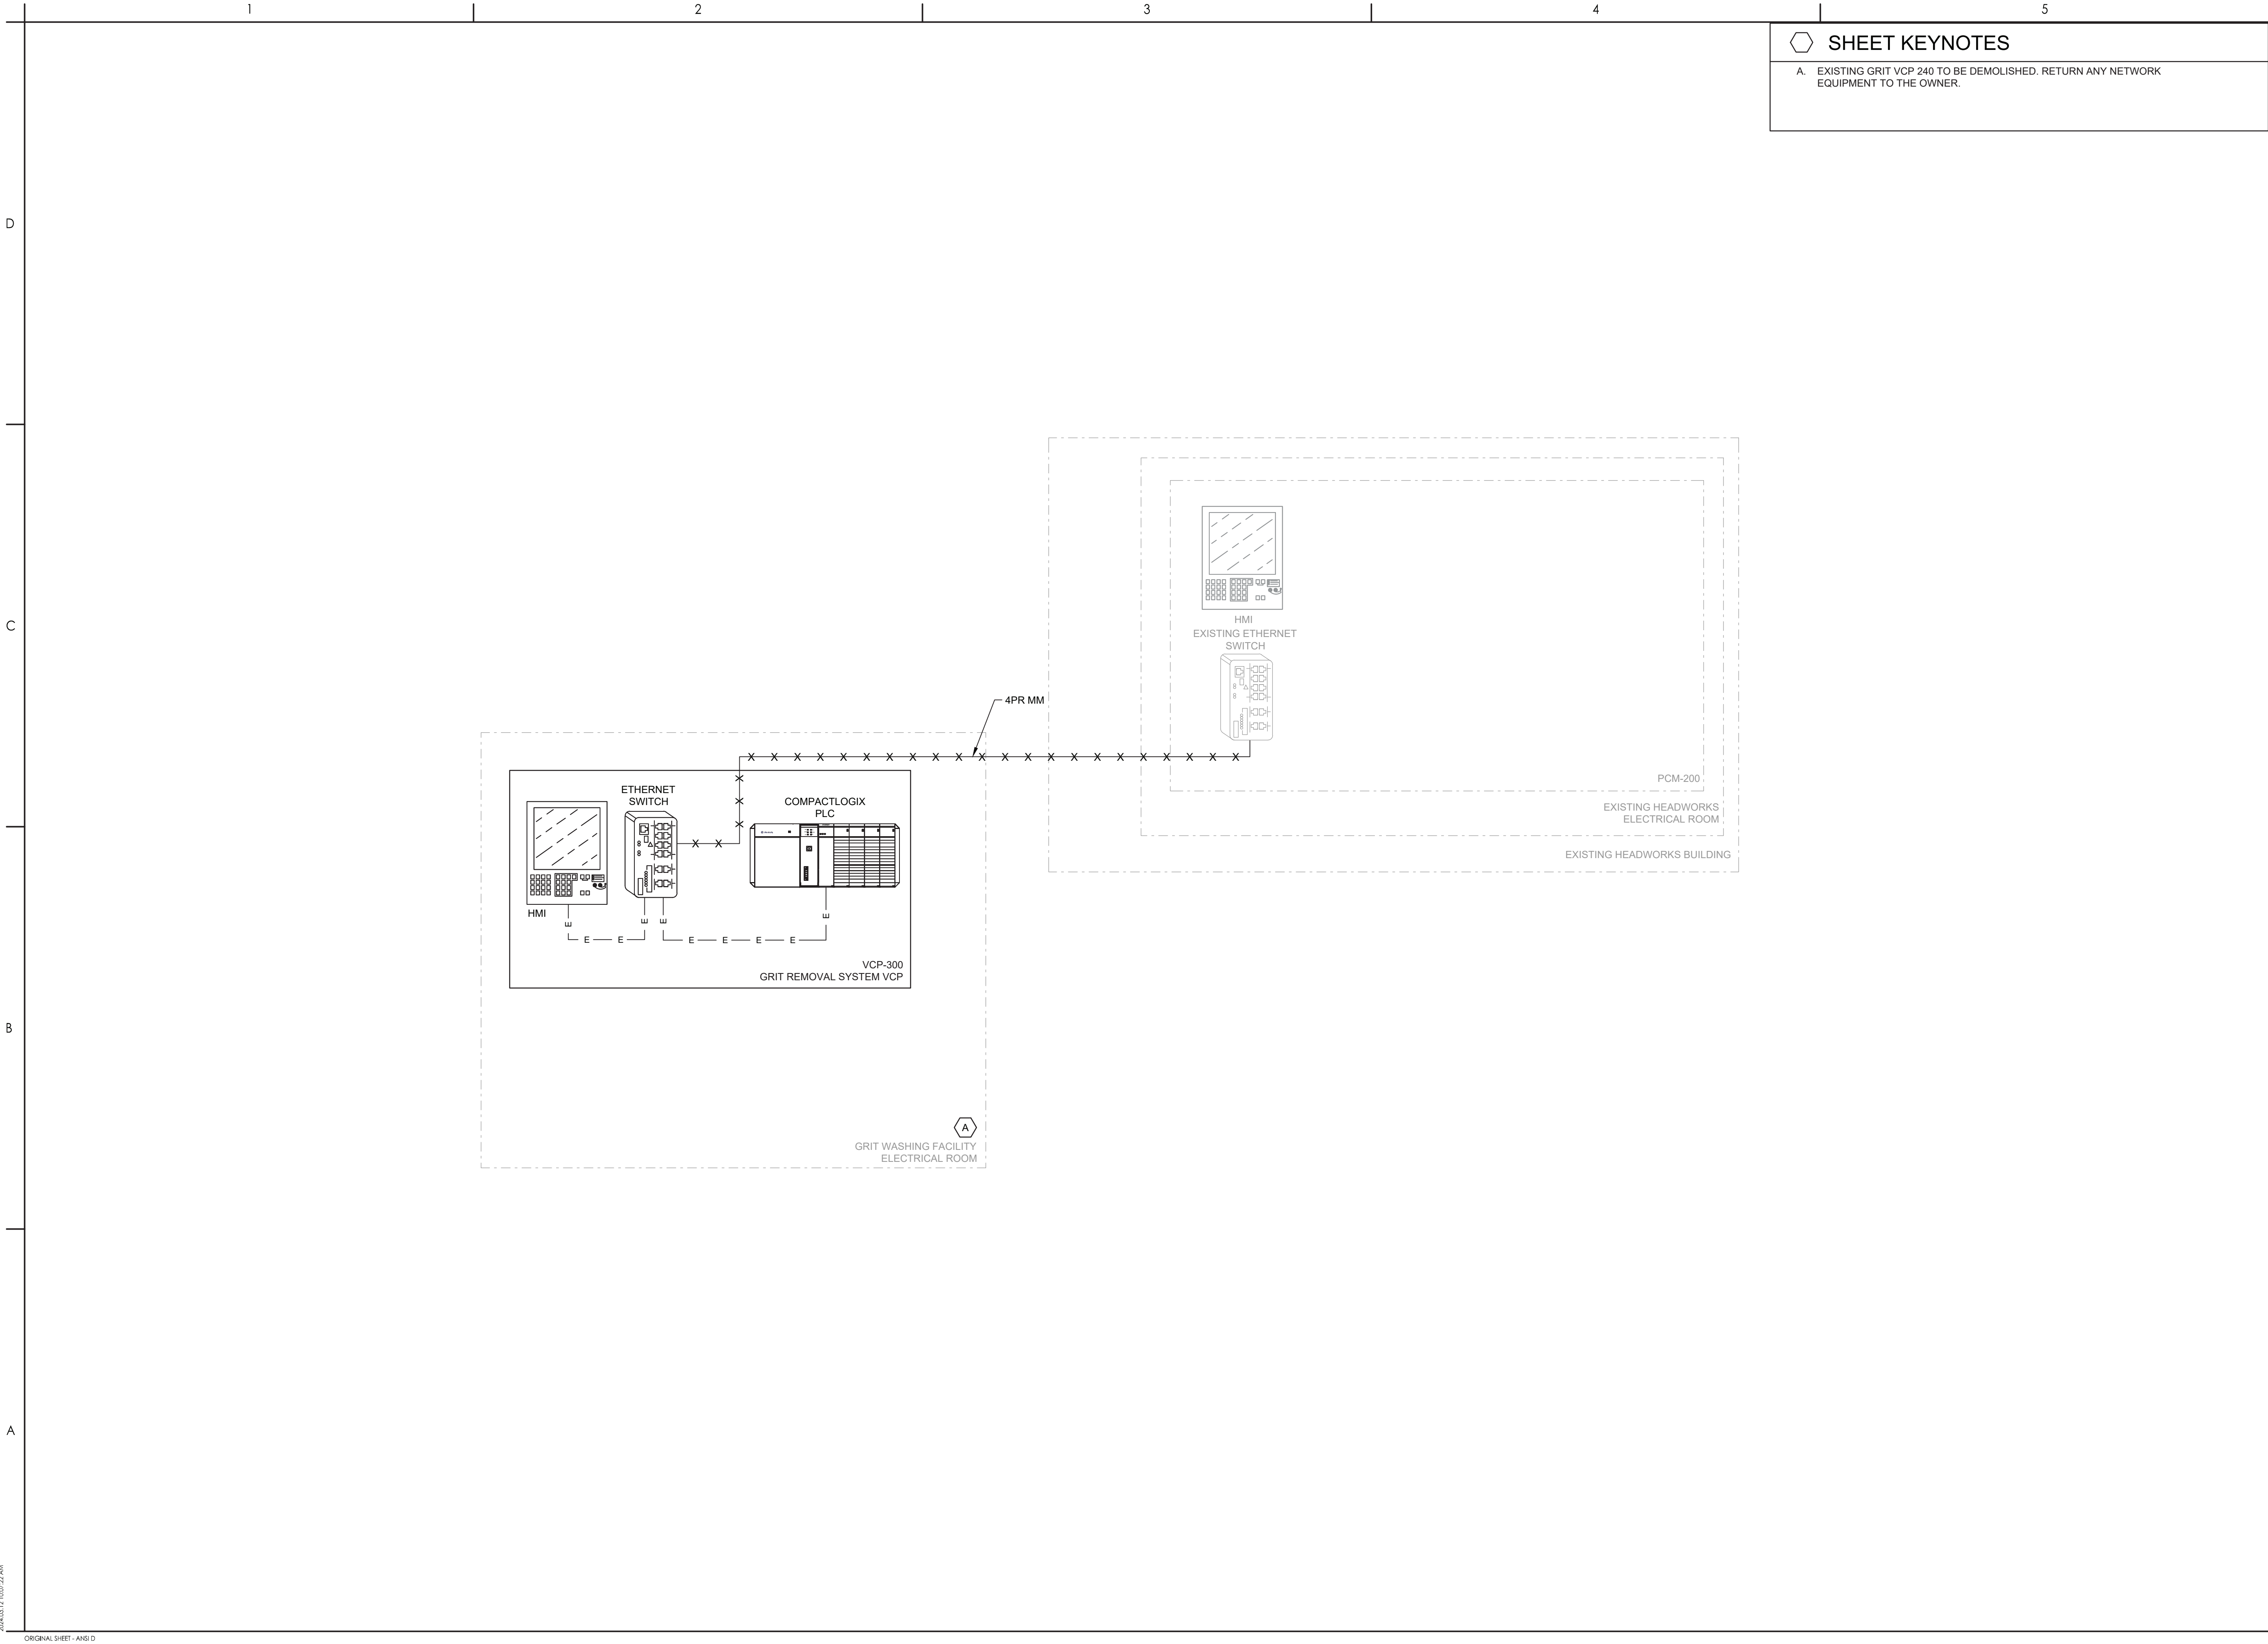 1 2 3 4 5
SHEET KEYNOTES
A. EXISTING GRIT VCP 240 TO BE DEMOLISHED. RETURN ANY NETWORK
EQUIPMENT TO THE OWNER.
D
C
B
A
HMI
EXISTING ETHERNET
SWITCH
4PR MM
X X X X X X X X X X X X X X X X X X X X X X
PCM-200
EXISTING HEADWORKS
ELECTRICAL ROOM
EXISTING HEADWORKS BUILDING
ETHERNET
SWITCH
X
X
X
X X
COMPACTLOGIX
PLC
HMI
E E E E
E E E E E E
VCP-300
GRIT REMOVAL SYSTEM VCP
A
GRIT WASHING FACILITY
ELECTRICAL ROOM
ORIGINAL SHEET - ANSI D